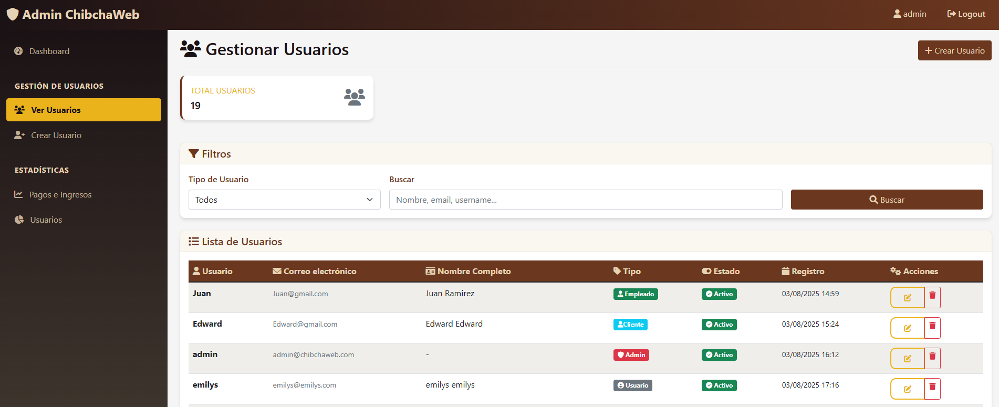 Admin ChibchaWeb
admin
Logout
Dashboard
GESTIÓN DE USUARIOS
Ver Usuarios
Crear Usuario
ESTADÍSTICAS
Pagos e Ingresos
Usuarios
Gestionar Usuarios
Crear Usuario
TOTAL USUARIOS
19
Filtros
Tipo de Usuario
Buscar
Todos
Nombre, email, username...
Buscar
Lista de Usuarios
Usuario Correo electrónico Nombre Completo Tipo Estado Registro Acciones
Juan Juan@gmail.com Juan Ramirez Empleado Activo 03/08/2025 14:59
Edward Edward@gmail.com Edward Edward Cliente Activo 03/08/2025 15:24
admin admin@chibchaweb.com - Admin Activo 03/08/2025 16:12
emilys emilys@emilys.com emilys emilys Usuario Activo 03/08/2025 17:16